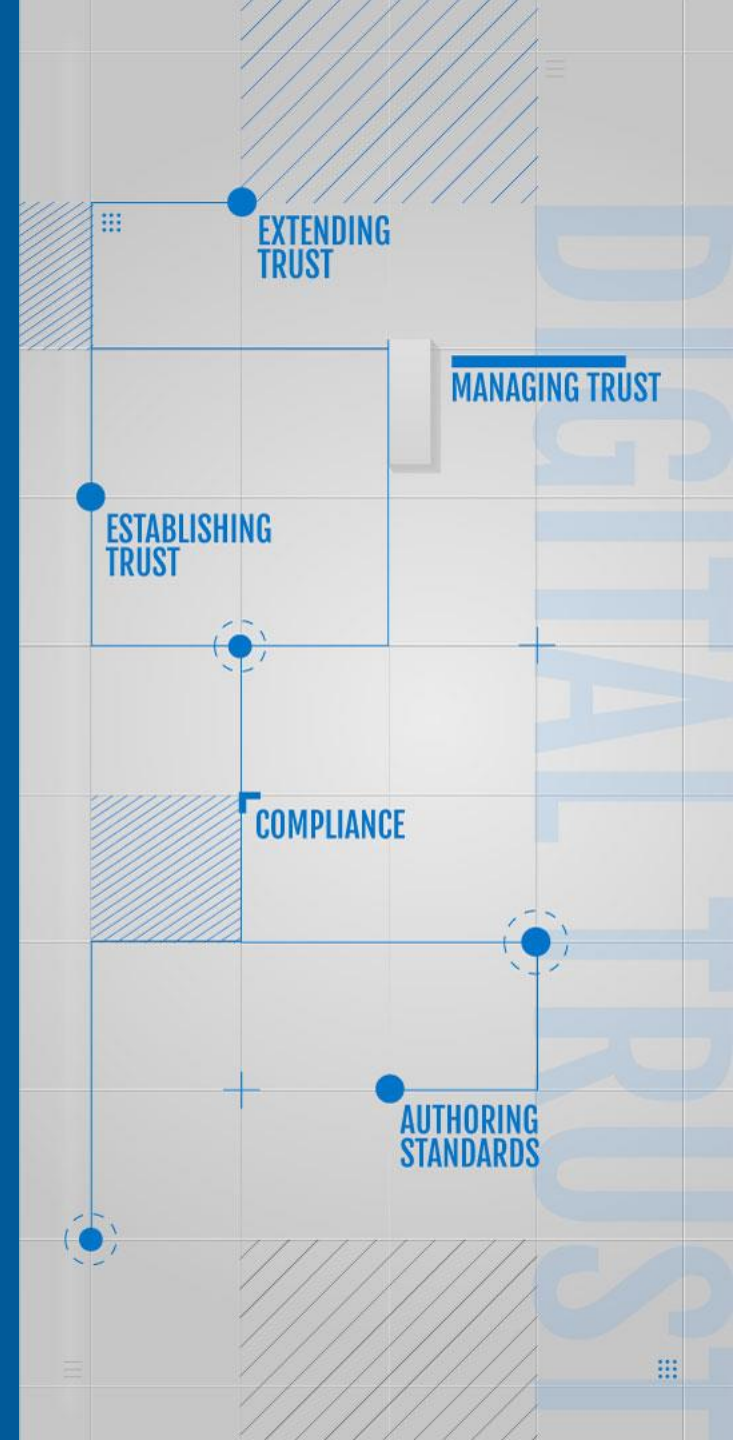 EXTENDING
TRUST
MANAGING TRUST
ESTABLISHING
TRUST
COMPLIANCE
AUTHORING
STANDARDS
DIGITAL TRUST